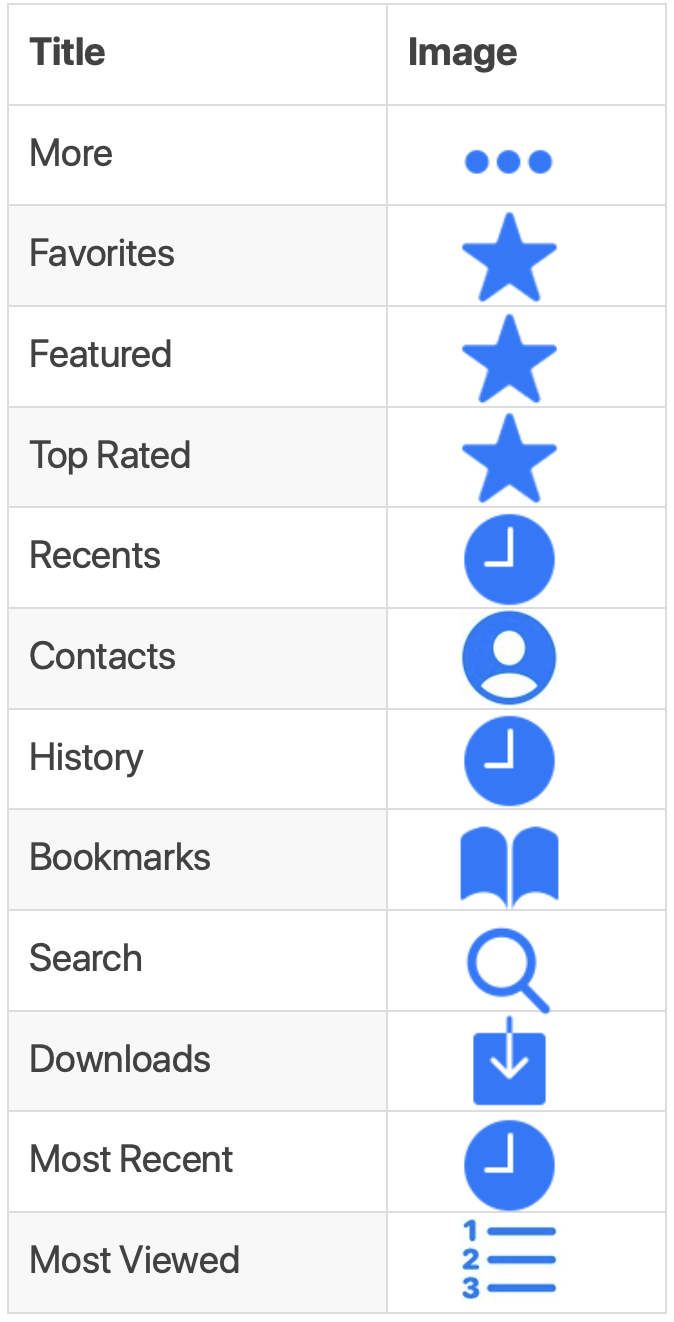 Title Image
More
Favorites
Featured
Top Rated
Recents
Contacts
History
Bookmarks
Search
Downloads
Most Recent
Most Viewed
1
2
3